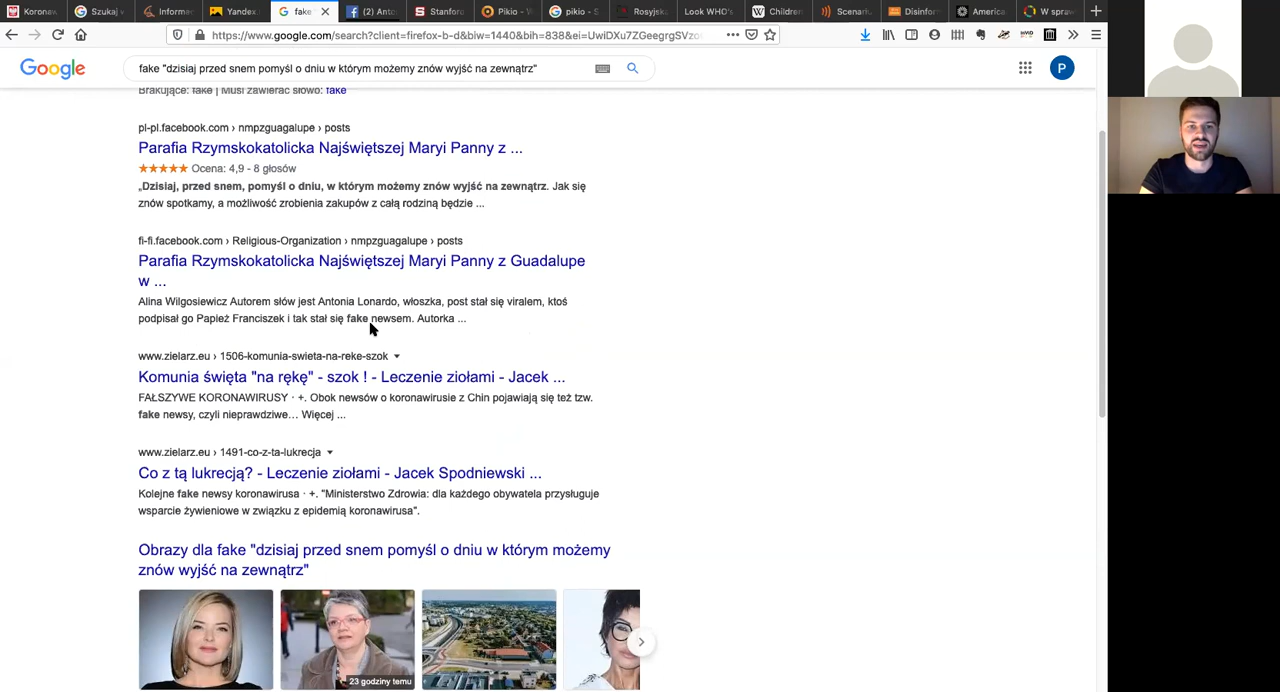 Koronaw
Szukaj v
Informac
Yandex
fake
(2) Anto
Stanford
Pikio – W
pikio - S
Rosyjska
Look WHO's
Children
Scenariu
Disinfor
America
W spraw
https://www.google.com/search?client=firefox-b-d&biw=1440&bih=838&ei=UwiDXu7ZGeegrgSVzo
Google
fake "dzisiaj przed snem pomyśl o dniu w którym możemy znów wyjść na zewnątrz"
P
Brakujące: fake | Musi zawierać słowo: fake
pl-pl.facebook.com › nmpzguagalupe › posts
Parafia Rzymskokatolicka Najświętszej Maryi Panny z ...
Ocena: 4,9 - 8 głosów
„Dzisiaj, przed snem, pomyśl o dniu, w którym możemy znów wyjść na zewnątrz. Jak się
znów spotkamy, a możliwość zrobienia zakupów z całą rodziną będzie ...
fi-fi.facebook.com › Religious-Organization › nmpzguagalupe › posts
Parafia Rzymskokatolicka Najświętszej Maryi Panny z Guadalupe
w ...
Alina Wilgosiewicz Autorem słów jest Antonia Lonardo, włoszka, post stał się viralem, ktoś
podpisał go Papież Franciszek i tak stał się fake newsem. Autorka ...
www.zielarz.eu › 1506-komunia-swieta-na-reke-szok
Komunia święta "na rękę" - szok ! - Leczenie ziołami - Jacek ...
FAŁSZYWE KORONAWIRUSY · +. Obok newsów o koronawirusie z Chin pojawiają się też tzw.
fake newsy, czyli nieprawdziwe… Więcej ...
www.zielarz.eu › 1491-co-z-ta-lukrecja
Co z tą lukrecją? - Leczenie ziołami - Jacek Spodniewski ...
Kolejne fake newsy koronawirusa · +. "Ministerstwo Zdrowia: dla każdego obywatela przysługuje
wsparcie żywieniowe w związku z epidemią koronawirusa".
Obrazy dla fake "dzisiaj przed snem pomyśl o dniu w którym możemy
znów wyjść na zewnątrz"
23 godziny temu